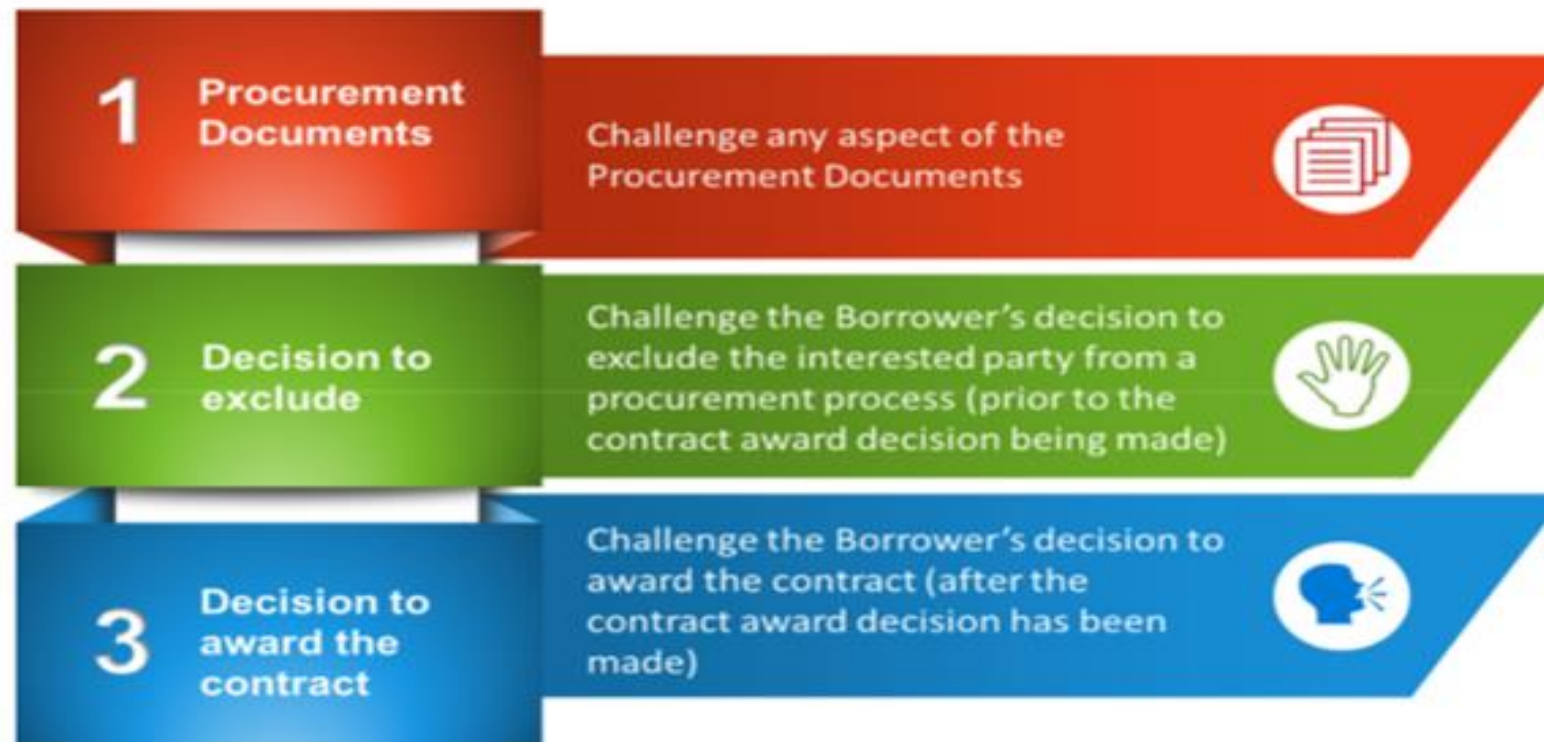 1
Procurement
Documents
Challenge any aspect of the
Procurement Documents
2
Decision to
exclude
Challenge the Borrower’s decision to
exclude the interested party from a
procurement process (prior to the
contract award decision being made)
3
Decision to
award the
contract
Challenge the Borrower’s decision to
award the contract (after the
contract award decision has been
made)